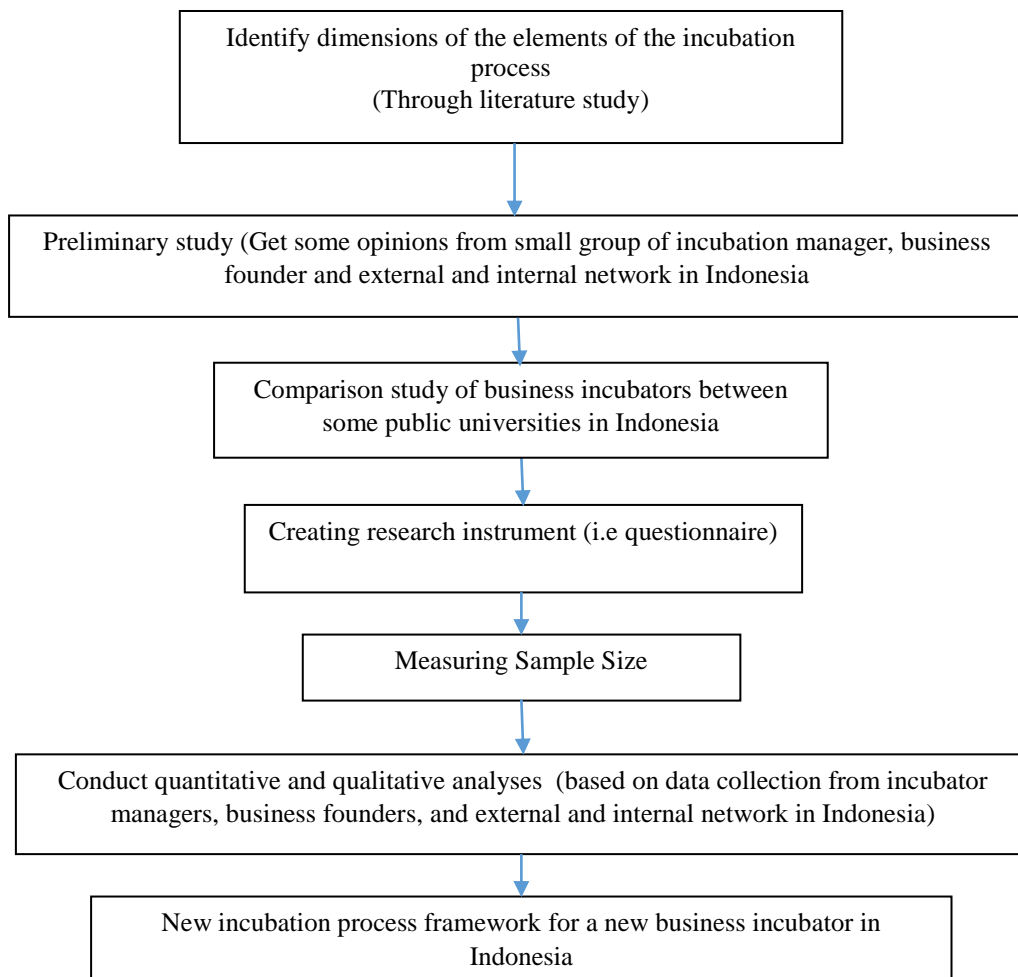 Identify dimensions of the elements of the incubation
process
(Through literature study)
Preliminary study (Get some opinions from small group of incubation manager, business
founder and external and internal network in Indonesia
Comparison study of business incubators between
some public universities in Indonesia
Creating research instrument (i.e questionnaire)
Measuring Sample Size
Conduct quantitative and qualitative analyses  (based on data collection from incubator
managers, business founders, and external and internal network in Indonesia)
New incubation process framework for a new business incubator in
Indonesia